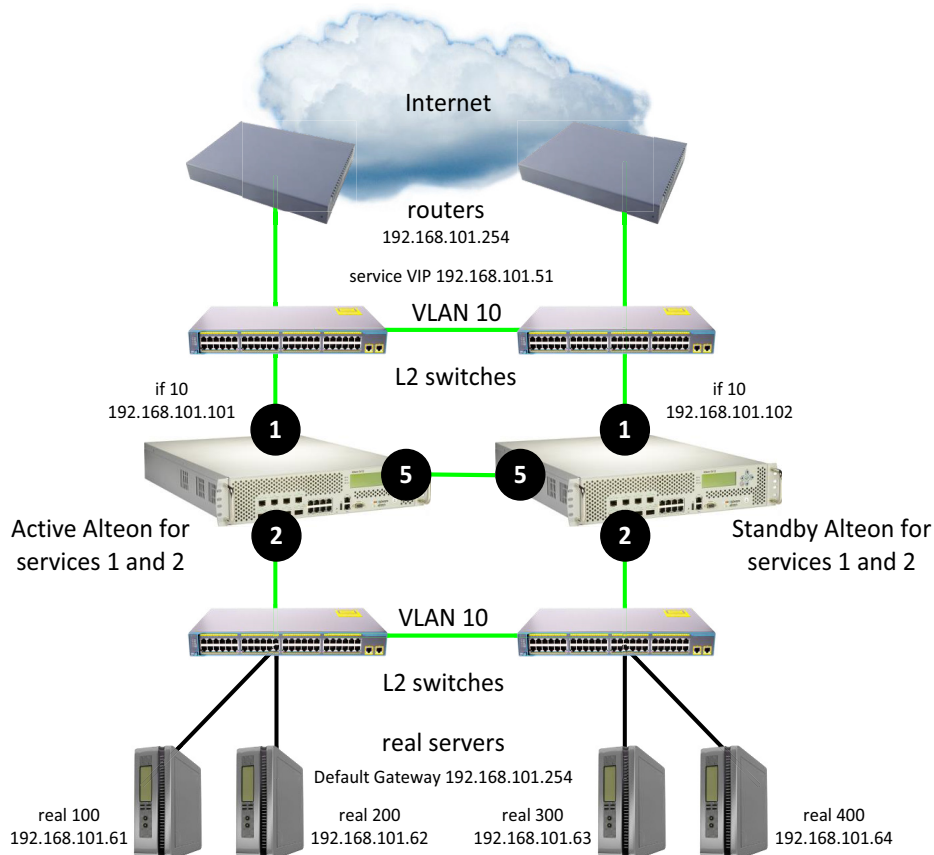 Internet
routers
192.168.101.254
service VIP 192.168.101.51
VLAN 10
L2 switches
if 10
192.168.101.101
if 10
192.168.101.102
1
1
5
5
2
2
Active Alteon for
services 1 and 2
Standby Alteon for
services 1 and 2
VLAN 10
L2 switches
real servers
Default Gateway 192.168.101.254
real 100
192.168.101.61
real 200
192.168.101.62
real 300
192.168.101.63
real 400
192.168.101.64